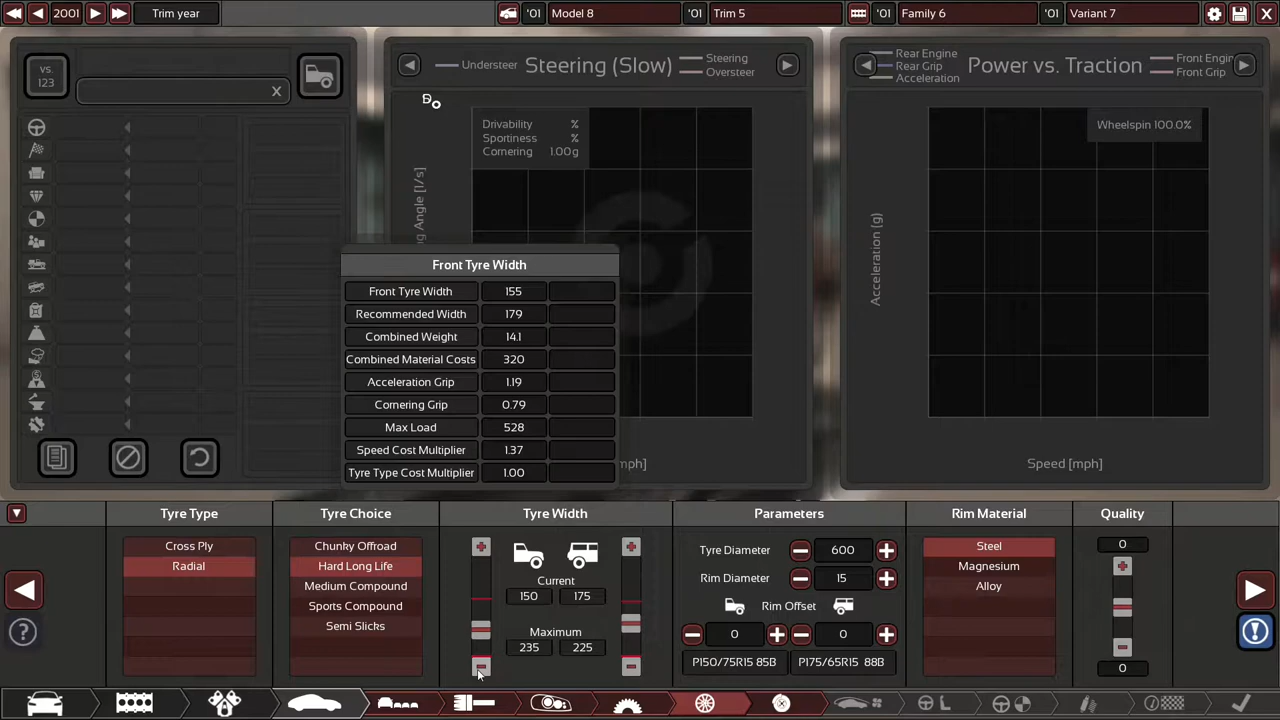 2001 Trim year '01 Model 8 '01 Trim 5 '01 Family 6 '01 Variant 7
vs. 123
Understeer Steering (Slow) Steering Oversteer
Rear Engine
Rear Grip
Acceleration
Power vs. Traction
Front Grip
Drivability %
Sportiness %
Cornering 1.00g
Wheelspin 100.0%
Acceleration (g)
Speed [mph]
Front Tyre Width
Front Tyre Width 155
Recommended Width 179
Combined Weight 14.1
Combined Material Costs 320
Acceleration Grip 1.19
Cornering Grip 0.79
Max Load 528
Speed Cost Multiplier 1.37
Tyre Type Cost Multiplier 1.00
Tyre Type
Cross Ply
Radial
Tyre Choice
Chunky Offroad
Hard Long Life
Medium Compound
Sports Compound
Semi Slicks
Tyre Width
Current
150 175
Maximum
235 225
Parameters
Tyre Diameter 600
Rim Diameter 15
Rim Offset
0 0
P150/75R15 85B P175/65R15 88B
Rim Material
Steel
Magnesium
Alloy
Quality
0
0